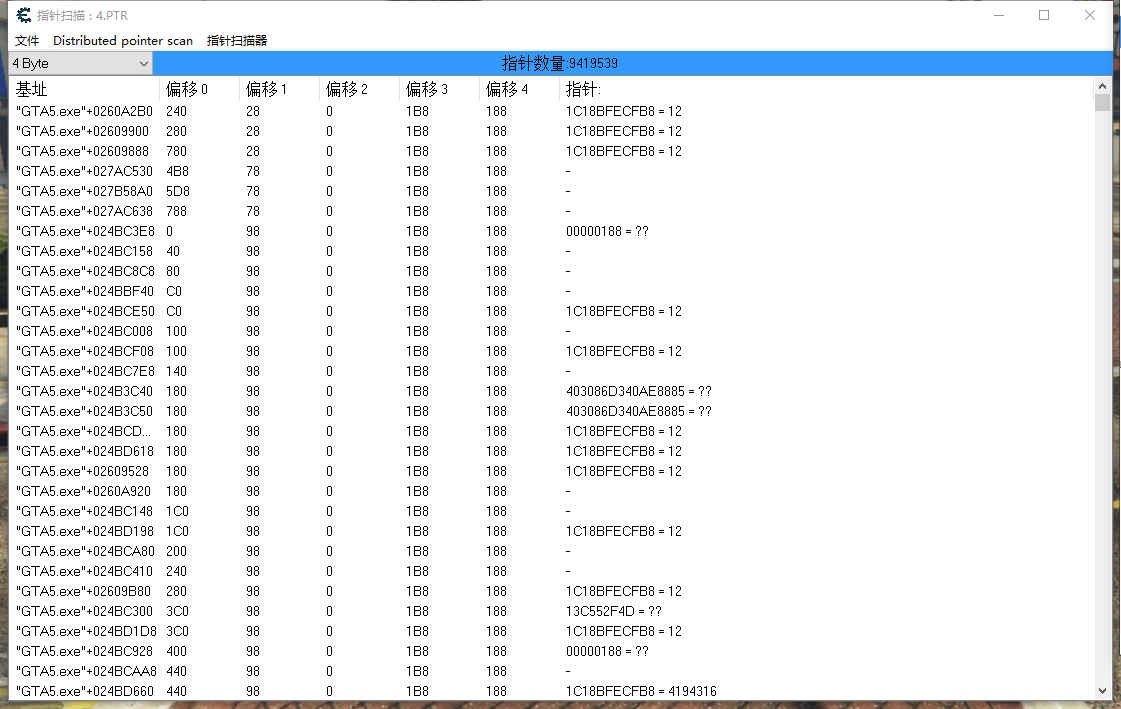 指针扫描 : 4.PTR
文件 Distributed pointer scan 指针扫描器
4 Byte 指针数量:9419539
基址 偏移 0 偏移 1 偏移 2 偏移 3 偏移 4 指针:
"GTA5.exe"+0260A2B0 240 28 0 1B8 188 1C18BFECFB8 = 12
"GTA5.exe"+02609900 280 28 0 1B8 188 1C18BFECFB8 = 12
"GTA5.exe"+02609888 780 28 0 1B8 188 1C18BFECFB8 = 12
"GTA5.exe"+027AC530 4B8 78 0 1B8 188 -
"GTA5.exe"+027B58A0 5D8 78 0 1B8 188 -
"GTA5.exe"+027AC638 788 78 0 1B8 188 -
"GTA5.exe"+024BC3E8 0 98 0 1B8 188 00000188 = ??
"GTA5.exe"+024BC158 40 98 0 1B8 188 -
"GTA5.exe"+024BC8C8 80 98 0 1B8 188 -
"GTA5.exe"+024BBF40 C0 98 0 1B8 188 -
"GTA5.exe"+024BCE50 C0 98 0 1B8 188 1C18BFECFB8 = 12
"GTA5.exe"+024BC008 100 98 0 1B8 188 -
"GTA5.exe"+024BCF08 100 98 0 1B8 188 1C18BFECFB8 = 12
"GTA5.exe"+024BC7E8 140 98 0 1B8 188 -
"GTA5.exe"+024B3C40 180 98 0 1B8 188 403086D340AE8885 = ??
"GTA5.exe"+024B3C50 180 98 0 1B8 188 403086D340AE8885 = ??
"GTA5.exe"+024BCD... 180 98 0 1B8 188 1C18BFECFB8 = 12
"GTA5.exe"+024BD618 180 98 0 1B8 188 1C18BFECFB8 = 12
"GTA5.exe"+02609528 180 98 0 1B8 188 1C18BFECFB8 = 12
"GTA5.exe"+0260A920 180 98 0 1B8 188 -
"GTA5.exe"+024BC148 1C0 98 0 1B8 188 -
"GTA5.exe"+024BD198 1C0 98 0 1B8 188 1C18BFECFB8 = 12
"GTA5.exe"+024BCA80 200 98 0 1B8 188 -
"GTA5.exe"+024BC410 240 98 0 1B8 188 -
"GTA5.exe"+02609B80 280 98 0 1B8 188 1C18BFECFB8 = 12
"GTA5.exe"+024BC300 3C0 98 0 1B8 188 13C552F4D = ??
"GTA5.exe"+024BD1D8 3C0 98 0 1B8 188 1C18BFECFB8 = 12
"GTA5.exe"+024BC928 400 98 0 1B8 188 00000188 = ??
"GTA5.exe"+024BCAA8 440 98 0 1B8 188 -
"GTA5.exe"+024BD660 440 98 0 1B8 188 1C18BFECFB8 = 4194316